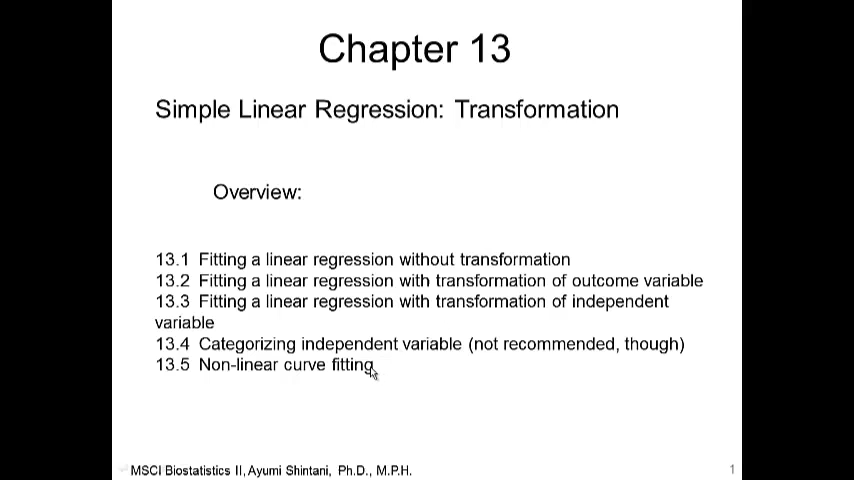 Chapter 13
Simple Linear Regression: Transformation
Overview:
13.1 Fitting a linear regression without transformation
13.2 Fitting a linear regression with transformation of outcome variable
13.3 Fitting a linear regression with transformation of independent
variable
13.4 Categorizing independent variable (not recommended, though)
13.5 Non-linear curve fitting
MSCI Biostatistics II, Ayumi Shintani, Ph.D., M.P.H.
1